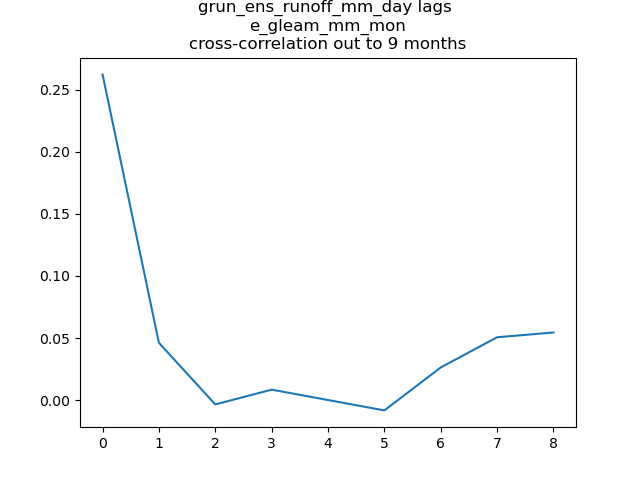 grun_ens_runoff_mm_day lags
e_gleam_mm_mon
cross-correlation out to 9 months
0.25
0.20
0.15
0.10
0.05
0.00
0 1 2 3 4 5 6 7 8